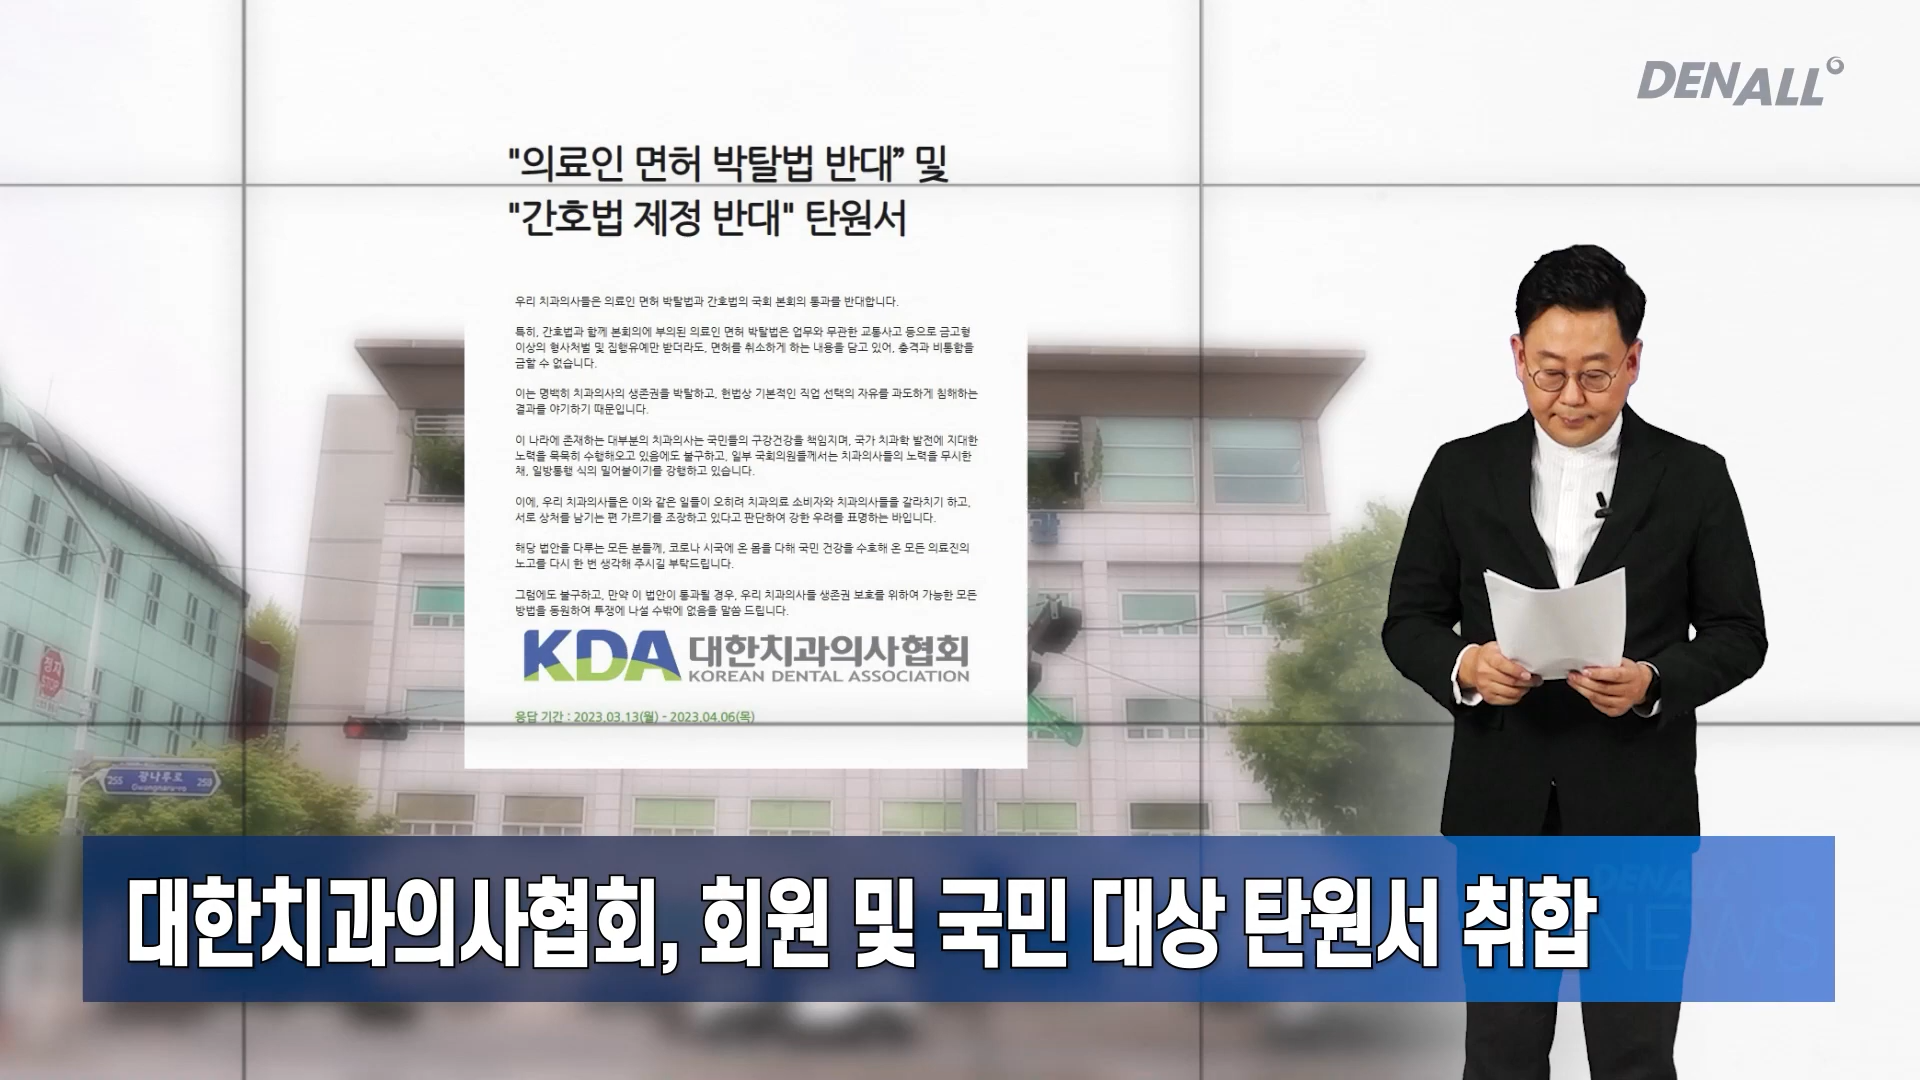 DENALL
"의료인 면허 박탈법 반대” 및
"간호법 제정 반대" 탄원서
우리 치과의사들은 의료인 면허 박탈법과 간호법의 국회 본회의 통과를 반대합니다.
특히, 간호법과 함께 본회의에 부의된 의료인 면허 박탈법은 업무와 무관한 교통사고 등으로 금고형
이상의 형사처벌 및 집행유예만 받더라도, 면허를 취소하게 하는 내용을 담고 있어, 충격과 비통함을
금할 수 없습니다.
이는 명백히 치과의사의 생존권을 박탈하고, 헌법상 기본적인 직업 선택의 자유를 과도하게 침해하는
결과를 야기하기 때문입니다.
이 나라에 존재하는 대부분의 치과의사는 국민들의 구강건강을 책임지며, 국가 치과학 발전에 지대한
노력을 묵묵히 수행해오고 있음에도 불구하고, 일부 국회의원들께서는 치과의사들의 노력을 무시한
채, 일방통행 식의 밀어붙이기를 강행하고 있습니다.
이에, 우리 치과의사들은 이와 같은 일들이 오히려 치과의료 소비자와 치과의사들을 갈라치기 하고,
서로 상처를 남기는 편 가르기를 조장하고 있다고 판단하여 강한 우려를 표명하는 바입니다.
해당 법안을 다루는 모든 분들께, 코로나 시국에 온 몸을 다해 국민 건강을 수호해 온 모든 의료진의
노고를 다시 한 번 생각해 주시길 부탁드립니다.
그럼에도 불구하고, 만약 이 법안이 통과될 경우, 우리 치과의사들 생존권 보호를 위하여 가능한 모든
방법을 동원하여 투쟁에 나설 수밖에 없음을 말씀 드립니다.
KDA 대한치과의사협회
KOREAN DENTAL ASSOCIATION
응답 기간 : 2023.03.13(월) - 2023.04.06(목)
정지
STOP
255 광나루로 259
Gwangnaru-ro
대한치과의사협회, 회원 및 국민 대상 탄원서 취합
DENALL
NEWS